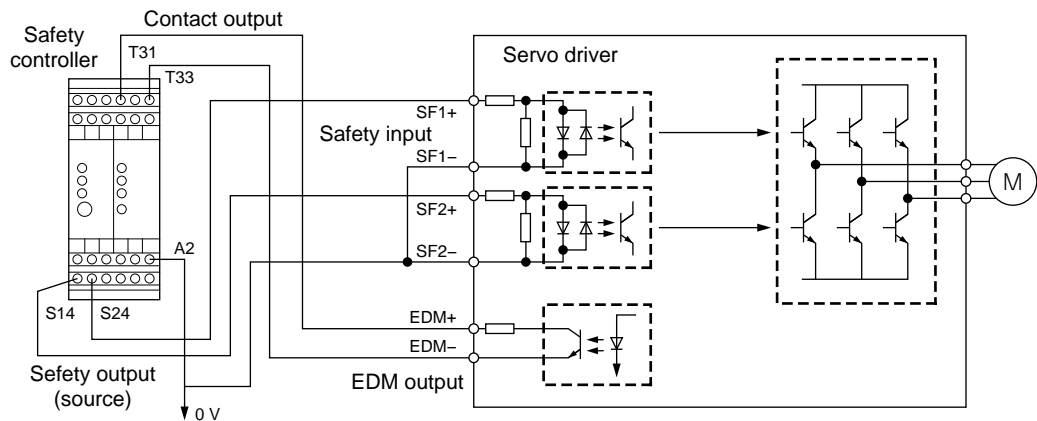 Contact output
Safety
controller
T31
T33
Servo driver
SF1+
Safety input
SF1−
SF2+
SF2−
A2
S14
S24
EDM+
EDM−
Sefety output
(source)
EDM output
0 V
M